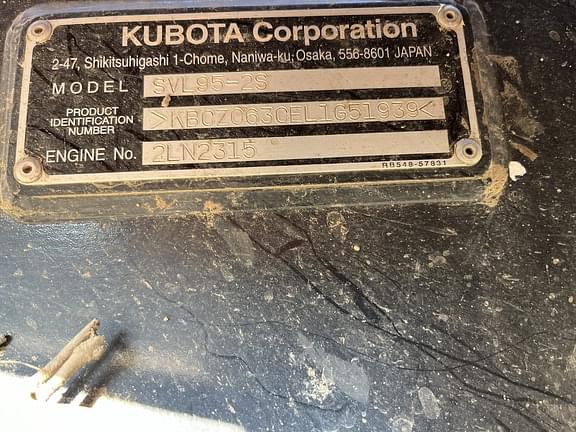 KUBOTA Corporation
2-47, Shikitsuhigashi 1-Chome, Naniwa-ku, Osaka, 556-8601 JAPAN
MODEL SVL95-2S
PRODUCT IDENTIFICATION NUMBER >KBCZ063CEL1G51939<
ENGINE No. 2LN2315
RB548-57831